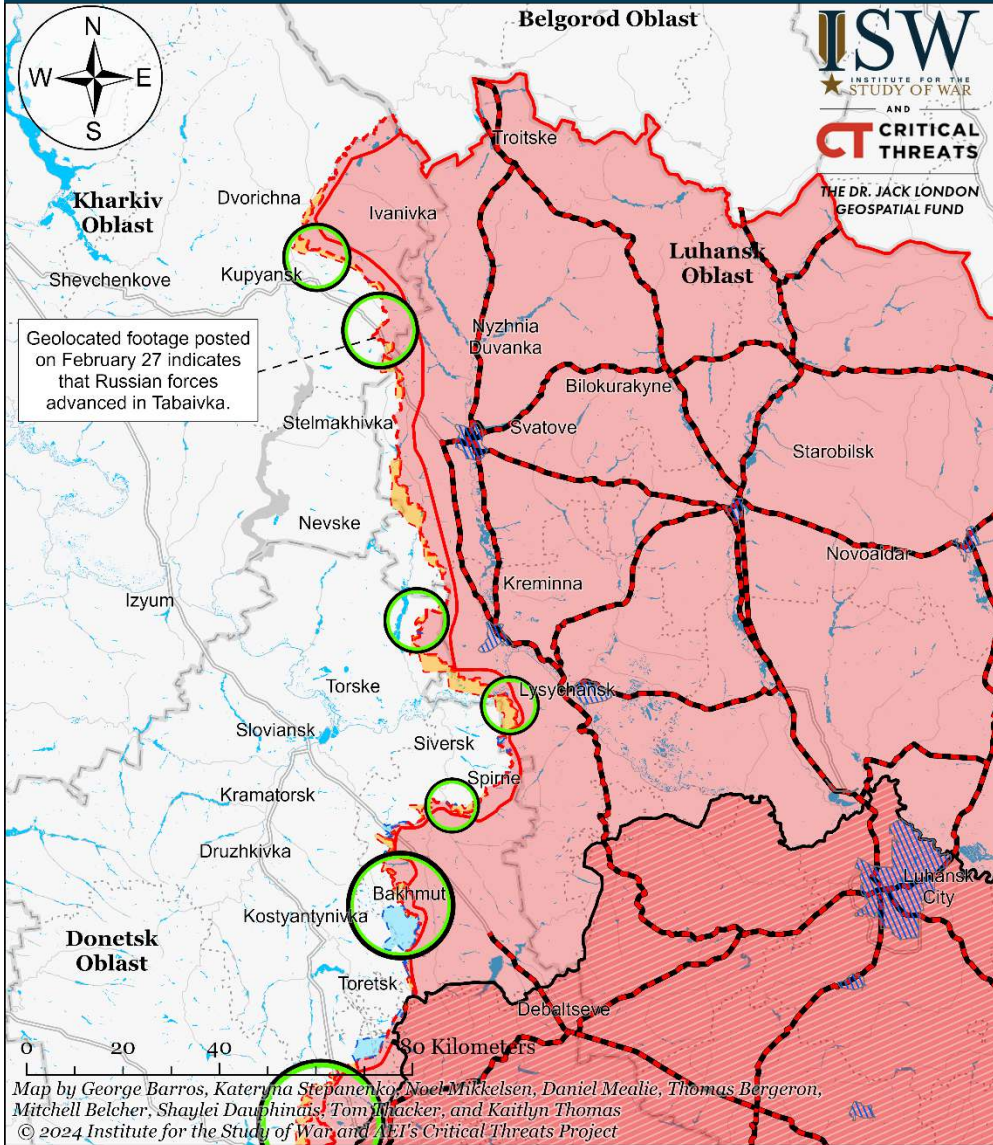 Belgorod Oblast
N
W E
S
ISW
INSTITUTE FOR THE
STUDY OF WAR
AND
CT CRITICAL
THREATS
THE DR. JACK LONDON
GEOSPATIAL FUND
Troitske
Kharkiv
Oblast
Dvorichna
Ivanivka
Luhansk
Oblast
Shevchenkove
Kupyansk
Geolocated footage posted
on February 27 indicates
that Russian forces
advanced in Tabaivka.
Nyzhnia
Duvanka
Bilokurakyne
Stelmakhivka
Svatove
Starobilsk
Nevske
Novoaldar
Kreminna
Izyum
Torske
Lysychansk
Sloviansk
Siversk
Spirne
Kramatorsk
Druzhkivka
Luhansk
City
Bakhmut
Kostyantynivka
Donetsk
Oblast
Toretsk
Debaltseve
0 20 40 80 Kilometers
Map by George Barros, Kateryna Stepanenko, Noel Mikkelsen, Daniel Mealie, Thomas Bergeron,
Mitchell Belcher, Shaylei Dauphinais, Tom Thacker, and Kaitlyn Thomas
© 2024 Institute for the Study of War and AEI's Critical Threats Project